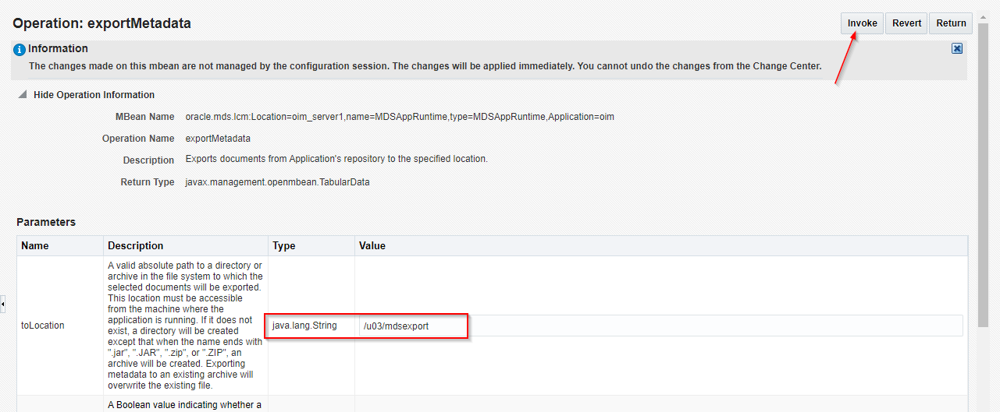 Operation: exportMetadata
Invoke Revert Return
Information
The changes made on this mbean are not managed by the configuration session. The changes will be applied immediately. You cannot undo the changes from the Change Center.
Hide Operation Information
MBean Name oracle.mds.lcm:Location=oim_server1,name=MDSAppRuntime,type=MDSAppRuntime,Application=oim
Operation Name exportMetadata
Description Exports documents from Application's repository to the specified location.
Return Type javax.management.openmbean.TabularData
Parameters
Name Description Type Value
toLocation
A valid absolute path to a directory or
archive in the file system to which the
selected documents will be exported.
This location must be accessible
from the machine where the
application is running. If it does not
exist, a directory will be created
except that when the name ends with
".jar", ".JAR", ".zip", or ".ZIP", an
archive will be created. Exporting
metadata to an existing archive will
overwrite the existing file.
java.lang.String /u03/mdsexport
A Boolean value indicating whether a